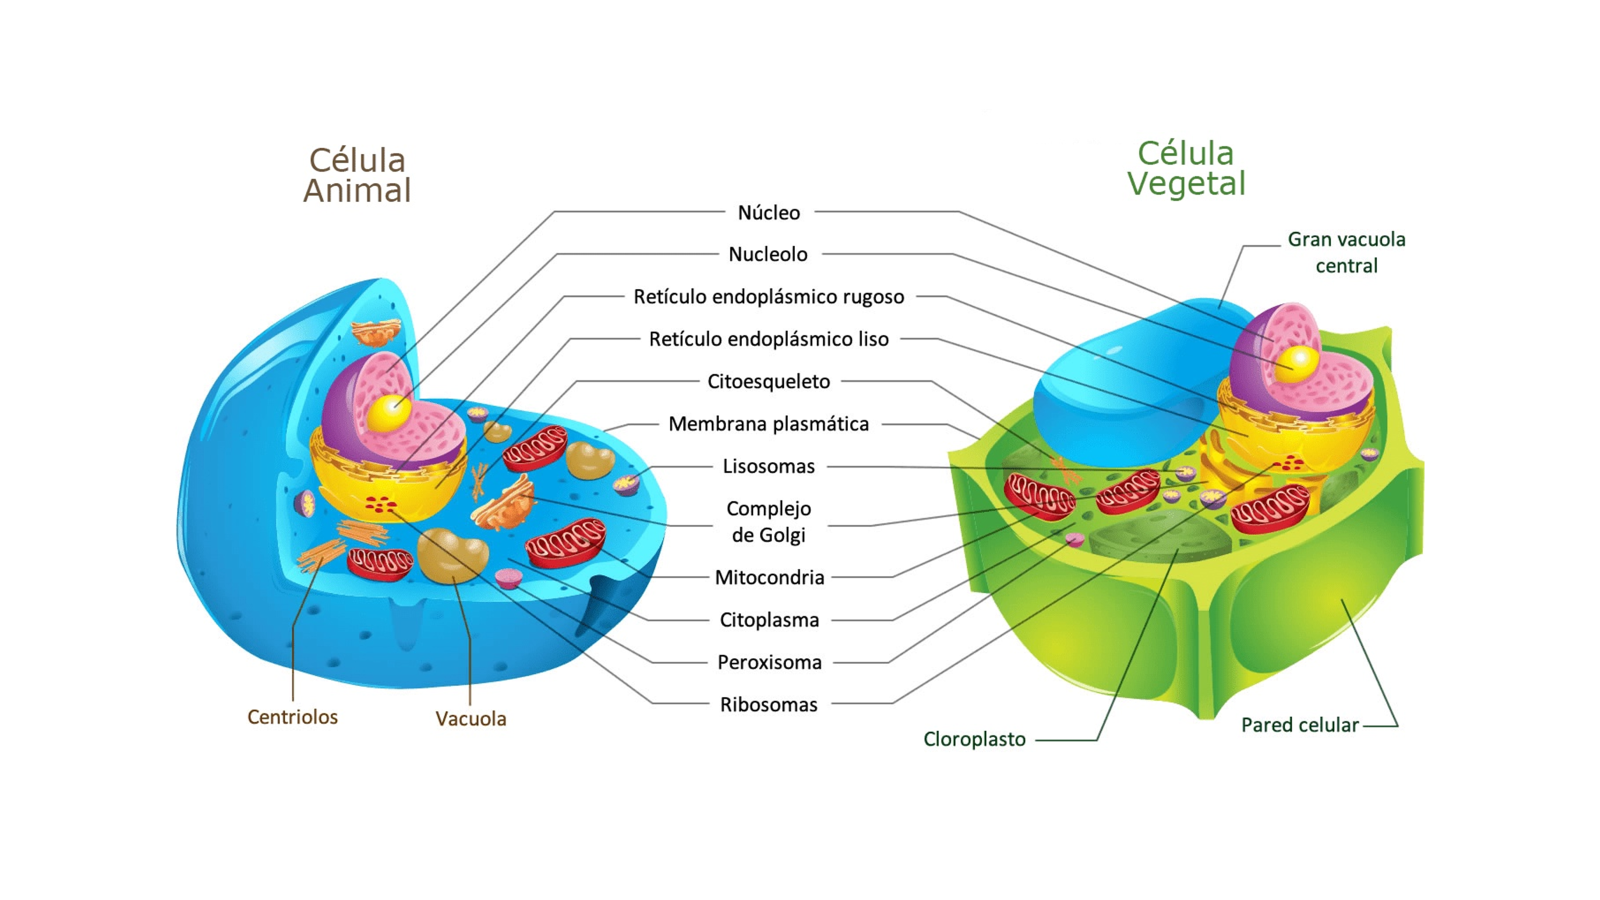 Célula
Animal
Célula
Vegetal
Núcleo
Nucleolo
Retículo endoplásmico rugoso
Retículo endoplásmico liso
Citoesqueleto
Membrana plasmática
Lisosomas
Complejo
de Golgi
Mitocondria
Citoplasma
Peroxisoma
Ribosomas
Gran vacuola
central
Centriolos
Vacuola
Cloroplasto
Pared celular